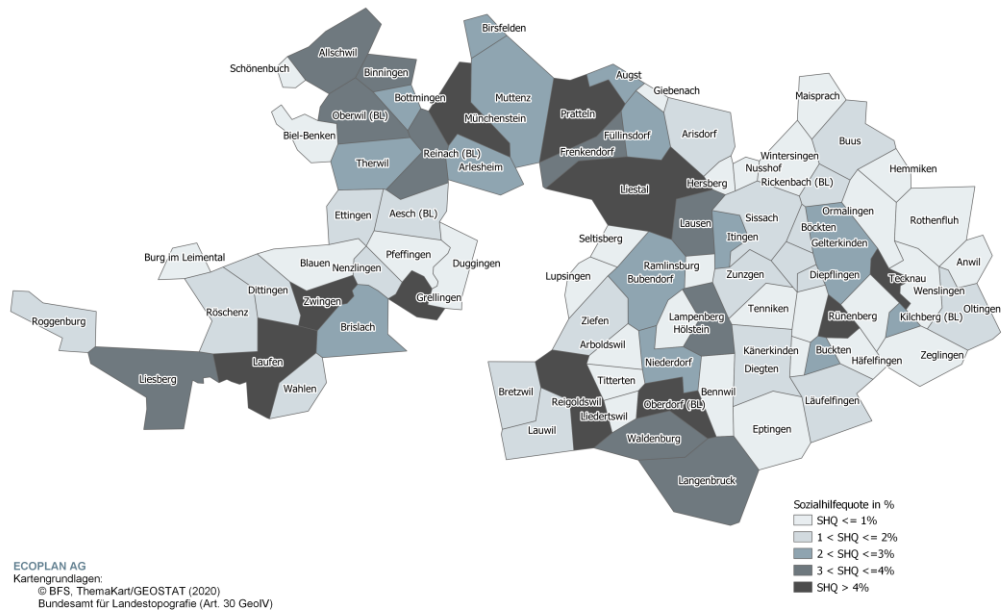 Birsfelden
Allschwil
Schönenbuch
Binningen
Augst
Bottmingen
Giebenach
Muttenz
Maisprach
Oberwil (BL)
Pratteln
Münchenstein
Biel-Benken
Füllinsdorf
Arisdorf
Buus
Reinach (BL)
Frenkendorf
Wintersingen
Therwil
Arlesheim
Nusshof
Hemmiken
Hersberg
Rickenbach (BL)
Liestal
Ettingen
Aesch (BL)
Ormalingen
Lausen
Sissach
Rothenfluh
Böckten
Seltisberg
Itingen
Gelterkinden
Burg im Leimental
Pfeffingen
Blauen
Duggingen
Ramlinsburg
Anwil
Nenzlingen
Lupsingen
Bubendorf
Zunzgen
Diepflingen
Tecknau
Dittingen
Wenslingen
Zwingen
Grellingen
Roggenburg
Röschenz
Tenniken
Oltingen
Ziefen
Lampenberg
Rünenberg
Kilchberg (BL)
Brislach
Hölstein
Arboldswil
Känerkinden
Buckten
Laufen
Niederdorf
Häfelfingen
Zeglingen
Diegten
Liesberg
Titterten
Wahlen
Bretzwil
Bennwil
Reigoldswil
Oberdorf (BL)
Läufelfingen
Liedertswil
Lauwil
Eptingen
Waldenburg
Langenbruck
Sozialhilfequote in %
SHQ <= 1%
1 < SHQ <= 2%
2 < SHQ <=3%
3 < SHQ <=4%
SHQ > 4%
ECOPLAN AG
Kartengrundlagen:
© BFS, ThemaKart/GEOSTAT (2020)
Bundesamt für Landestopografie (Art. 30 GeoIV)